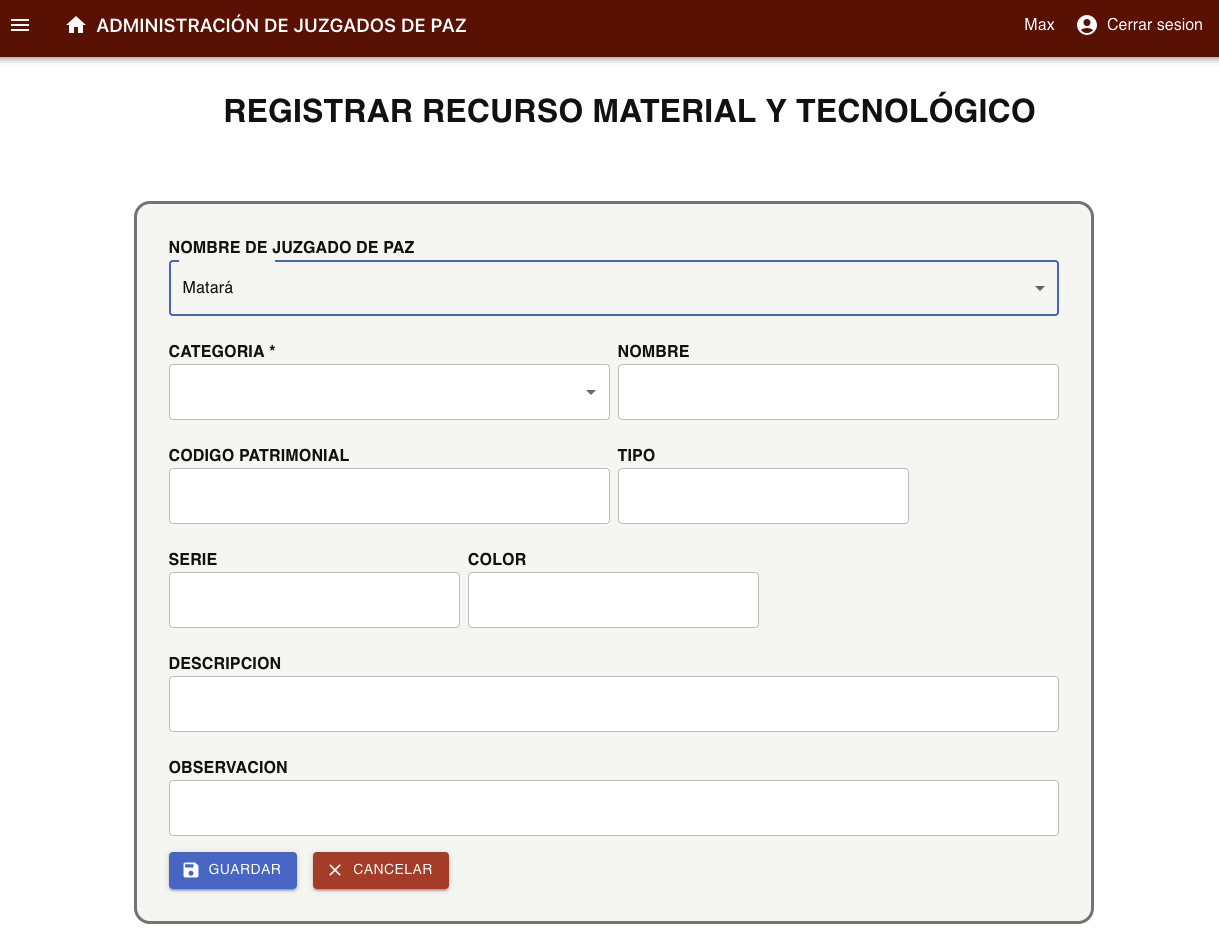 ADMINISTRACIÓN DE JUZGADOS DE PAZ Max Cerrar sesion
REGISTRAR RECURSO MATERIAL Y TECNOLÓGICO
NOMBRE DE JUZGADO DE PAZ
Matará
CATEGORIA * NOMBRE
CODIGO PATRIMONIAL TIPO
SERIE COLOR
DESCRIPCION
OBSERVACION
GUARDAR CANCELAR